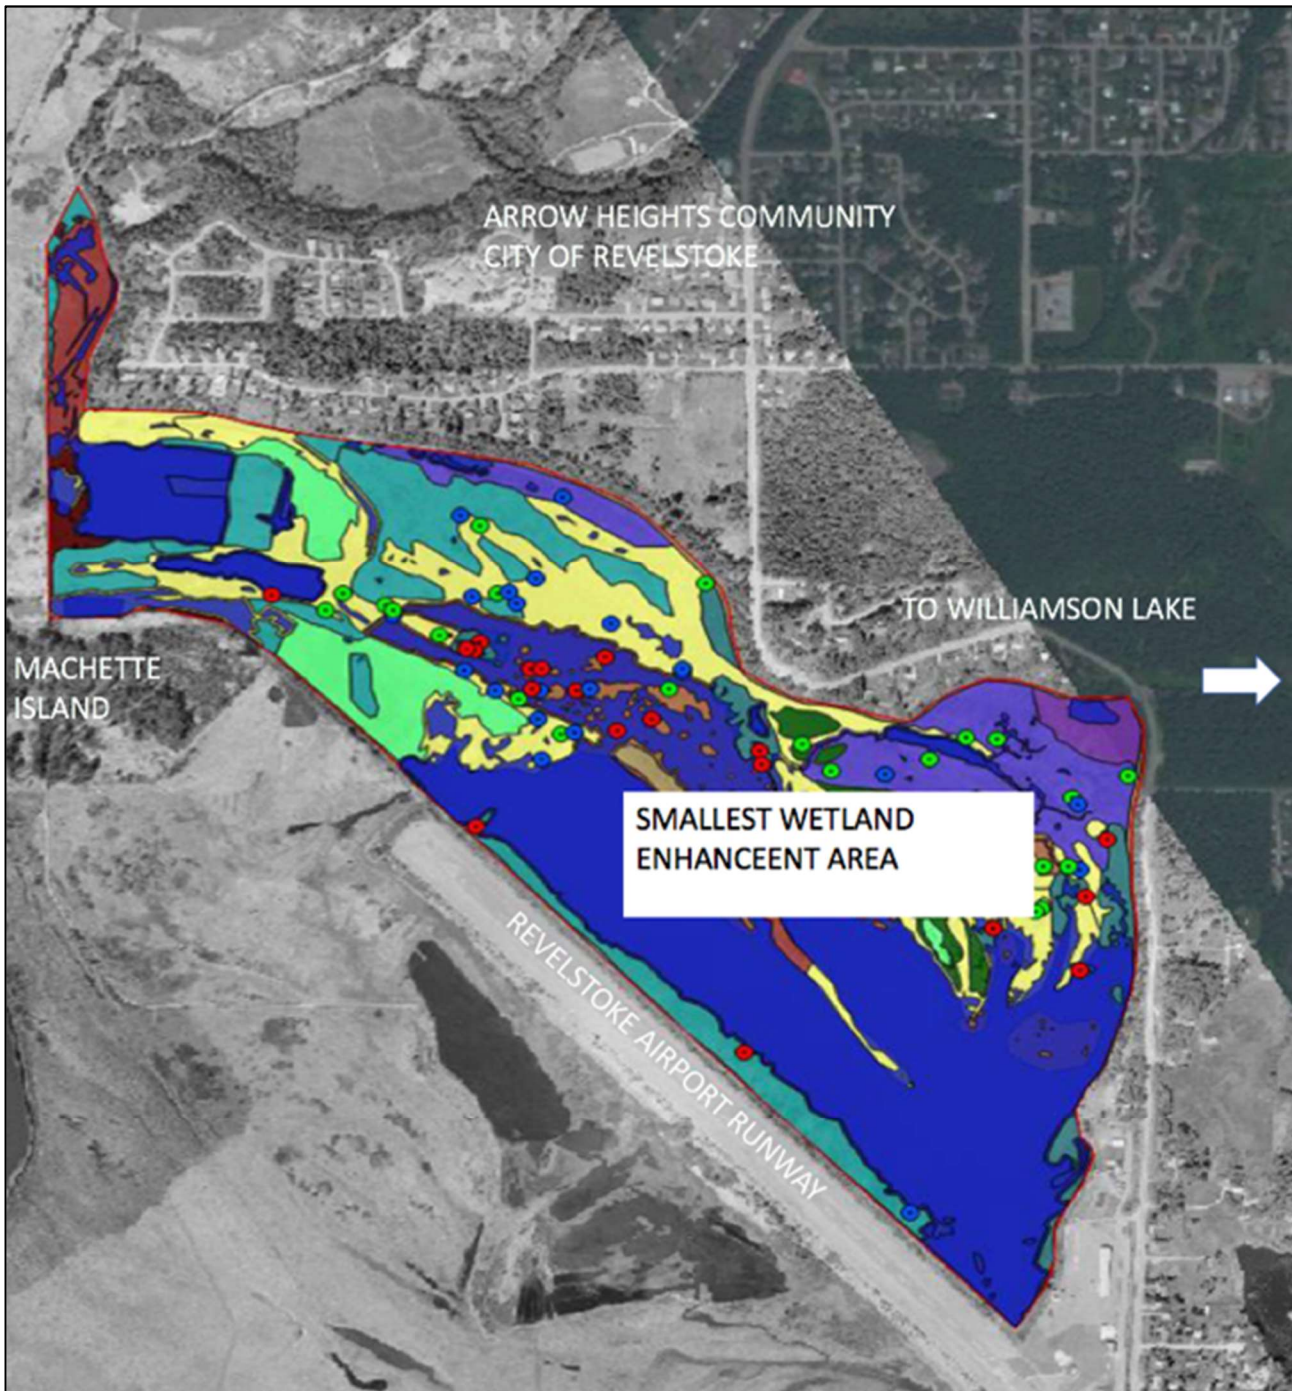 ARROW HEIGHTS COMMUNITY
CITY OF REVELSTOKE
TO WILLIAMSON LAKE
MACHETTE
ISLAND
SMALLEST WETLAND
ENHANCEENT AREA
REVELSTOKE AIRPORT RUNWAY